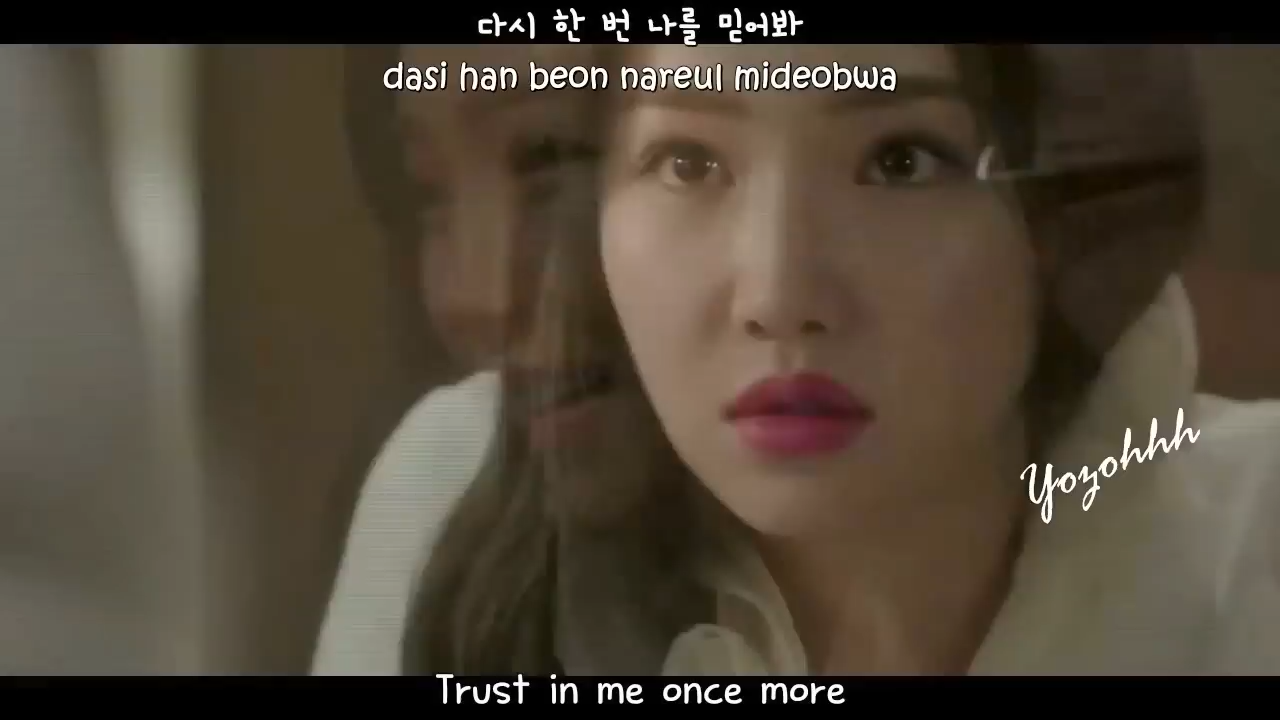 다시 한 번 나를 믿어봐
dasi han beon nareul mideobwa
Yozohhh
Trust in me once more